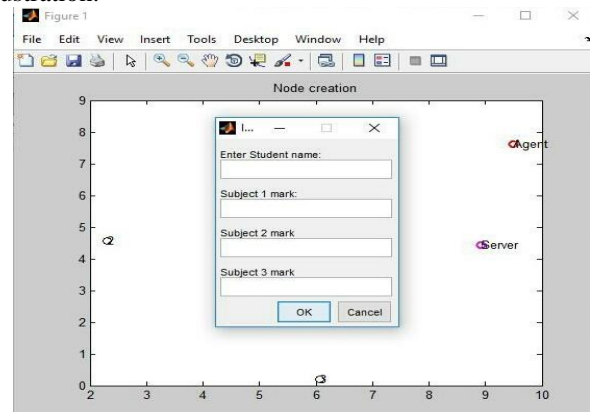 ustration.
Figure 1
File Edit View Insert Tools Desktop Window Help
Node creation
9
8
7
6
5
4
3
2
1
0
2 3 4 5 6 7 8 9 10
I...
Enter Student name:
Subject 1 mark:
Subject 2 mark
Subject 3 mark
OK Cancel
Agent
Server
2
3